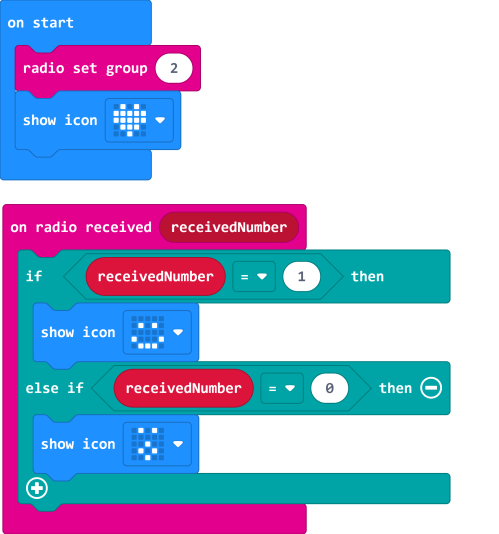 on start
radio set group 2
show icon
on radio received receivedNumber
if receivedNumber = 1 then
show icon
else if receivedNumber = 0 then
show icon